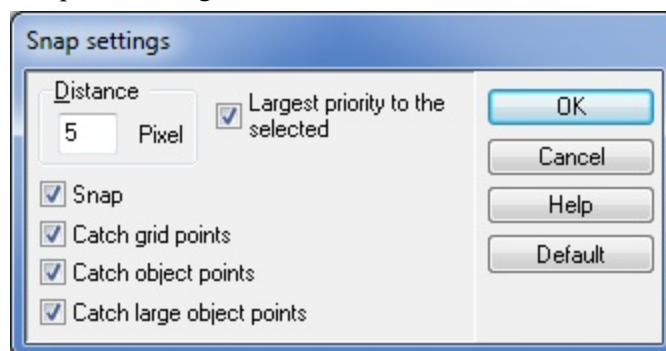 Snap settings
Distance
5 Pixel
Largest priority to the
selected
Snap
Catch grid points
Catch object points
Catch large object points
OK
Cancel
Help
Default